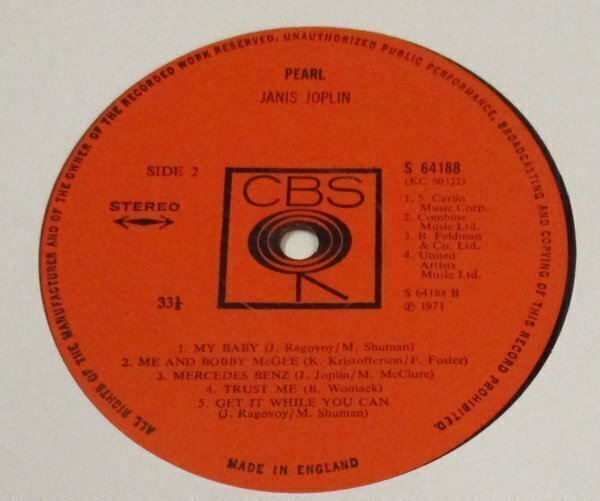 ALL RIGHTS OF THE MANUFACTURER AND OF THE OWNER OF THE RECORDED WORK RESERVED. UNAUTHORIZED PUBLIC PERFORMANCE, BROADCASTING AND COPYING OF THIS RECORD PROHIBITED.
PEARL
JANIS JOPLIN
SIDE 2
STEREO
33⅓
CBS
S 64188
(KC 30322)
1, 5. Carlin
Music Corp.
2. Combine
Music Ltd.
3. B. Feldman
& Co. Ltd.
4. United
Artists
Music Ltd.
S 64188 B
℗ 1971
1. MY BABY (J. Ragovoy/M. Shuman)
2. ME AND BOBBY McGEE (K. Kristofferson/F. Foster)
3. MERCEDES BENZ (J. Joplin/M. McClure)
4. TRUST ME (B. Womack)
5. GET IT WHILE YOU CAN
(J. Ragovoy/M. Shuman)
MADE IN ENGLAND